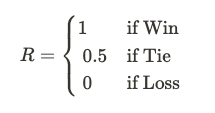 1 if Win
R = 0.5 if Tie
0 if Loss